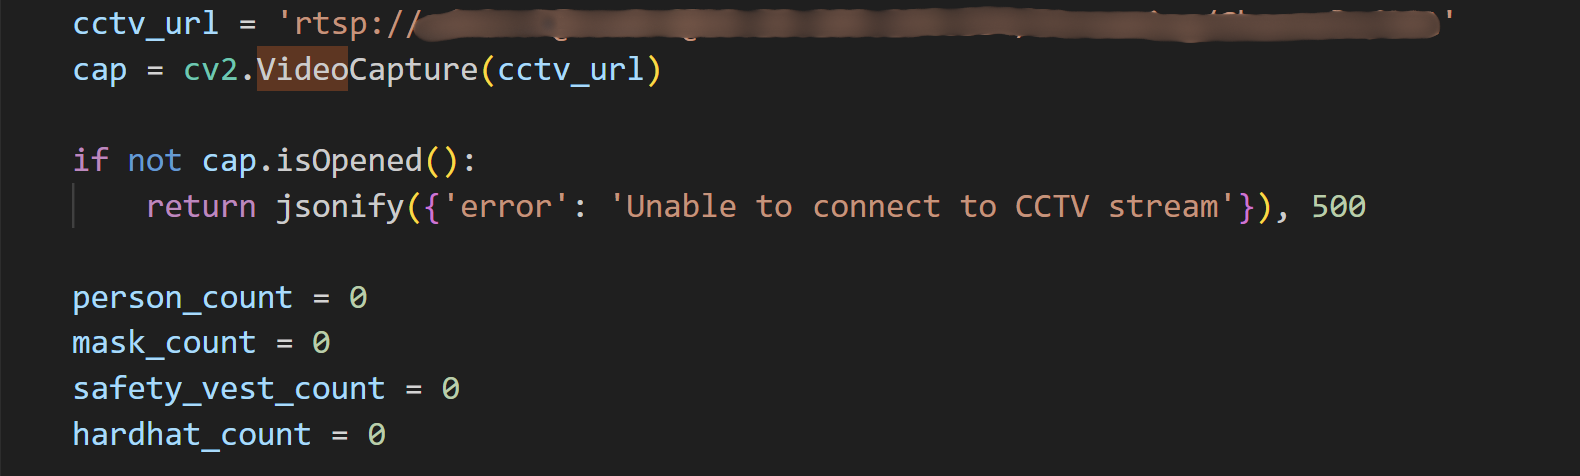 cctv_url = 'rtsp://'
cap = cv2.VideoCapture(cctv_url)
if not cap.isOpened():
return jsonify({'error': 'Unable to connect to CCTV stream'}), 500
person_count = 0
mask_count = 0
safety_vest_count = 0
hardhat_count = 0